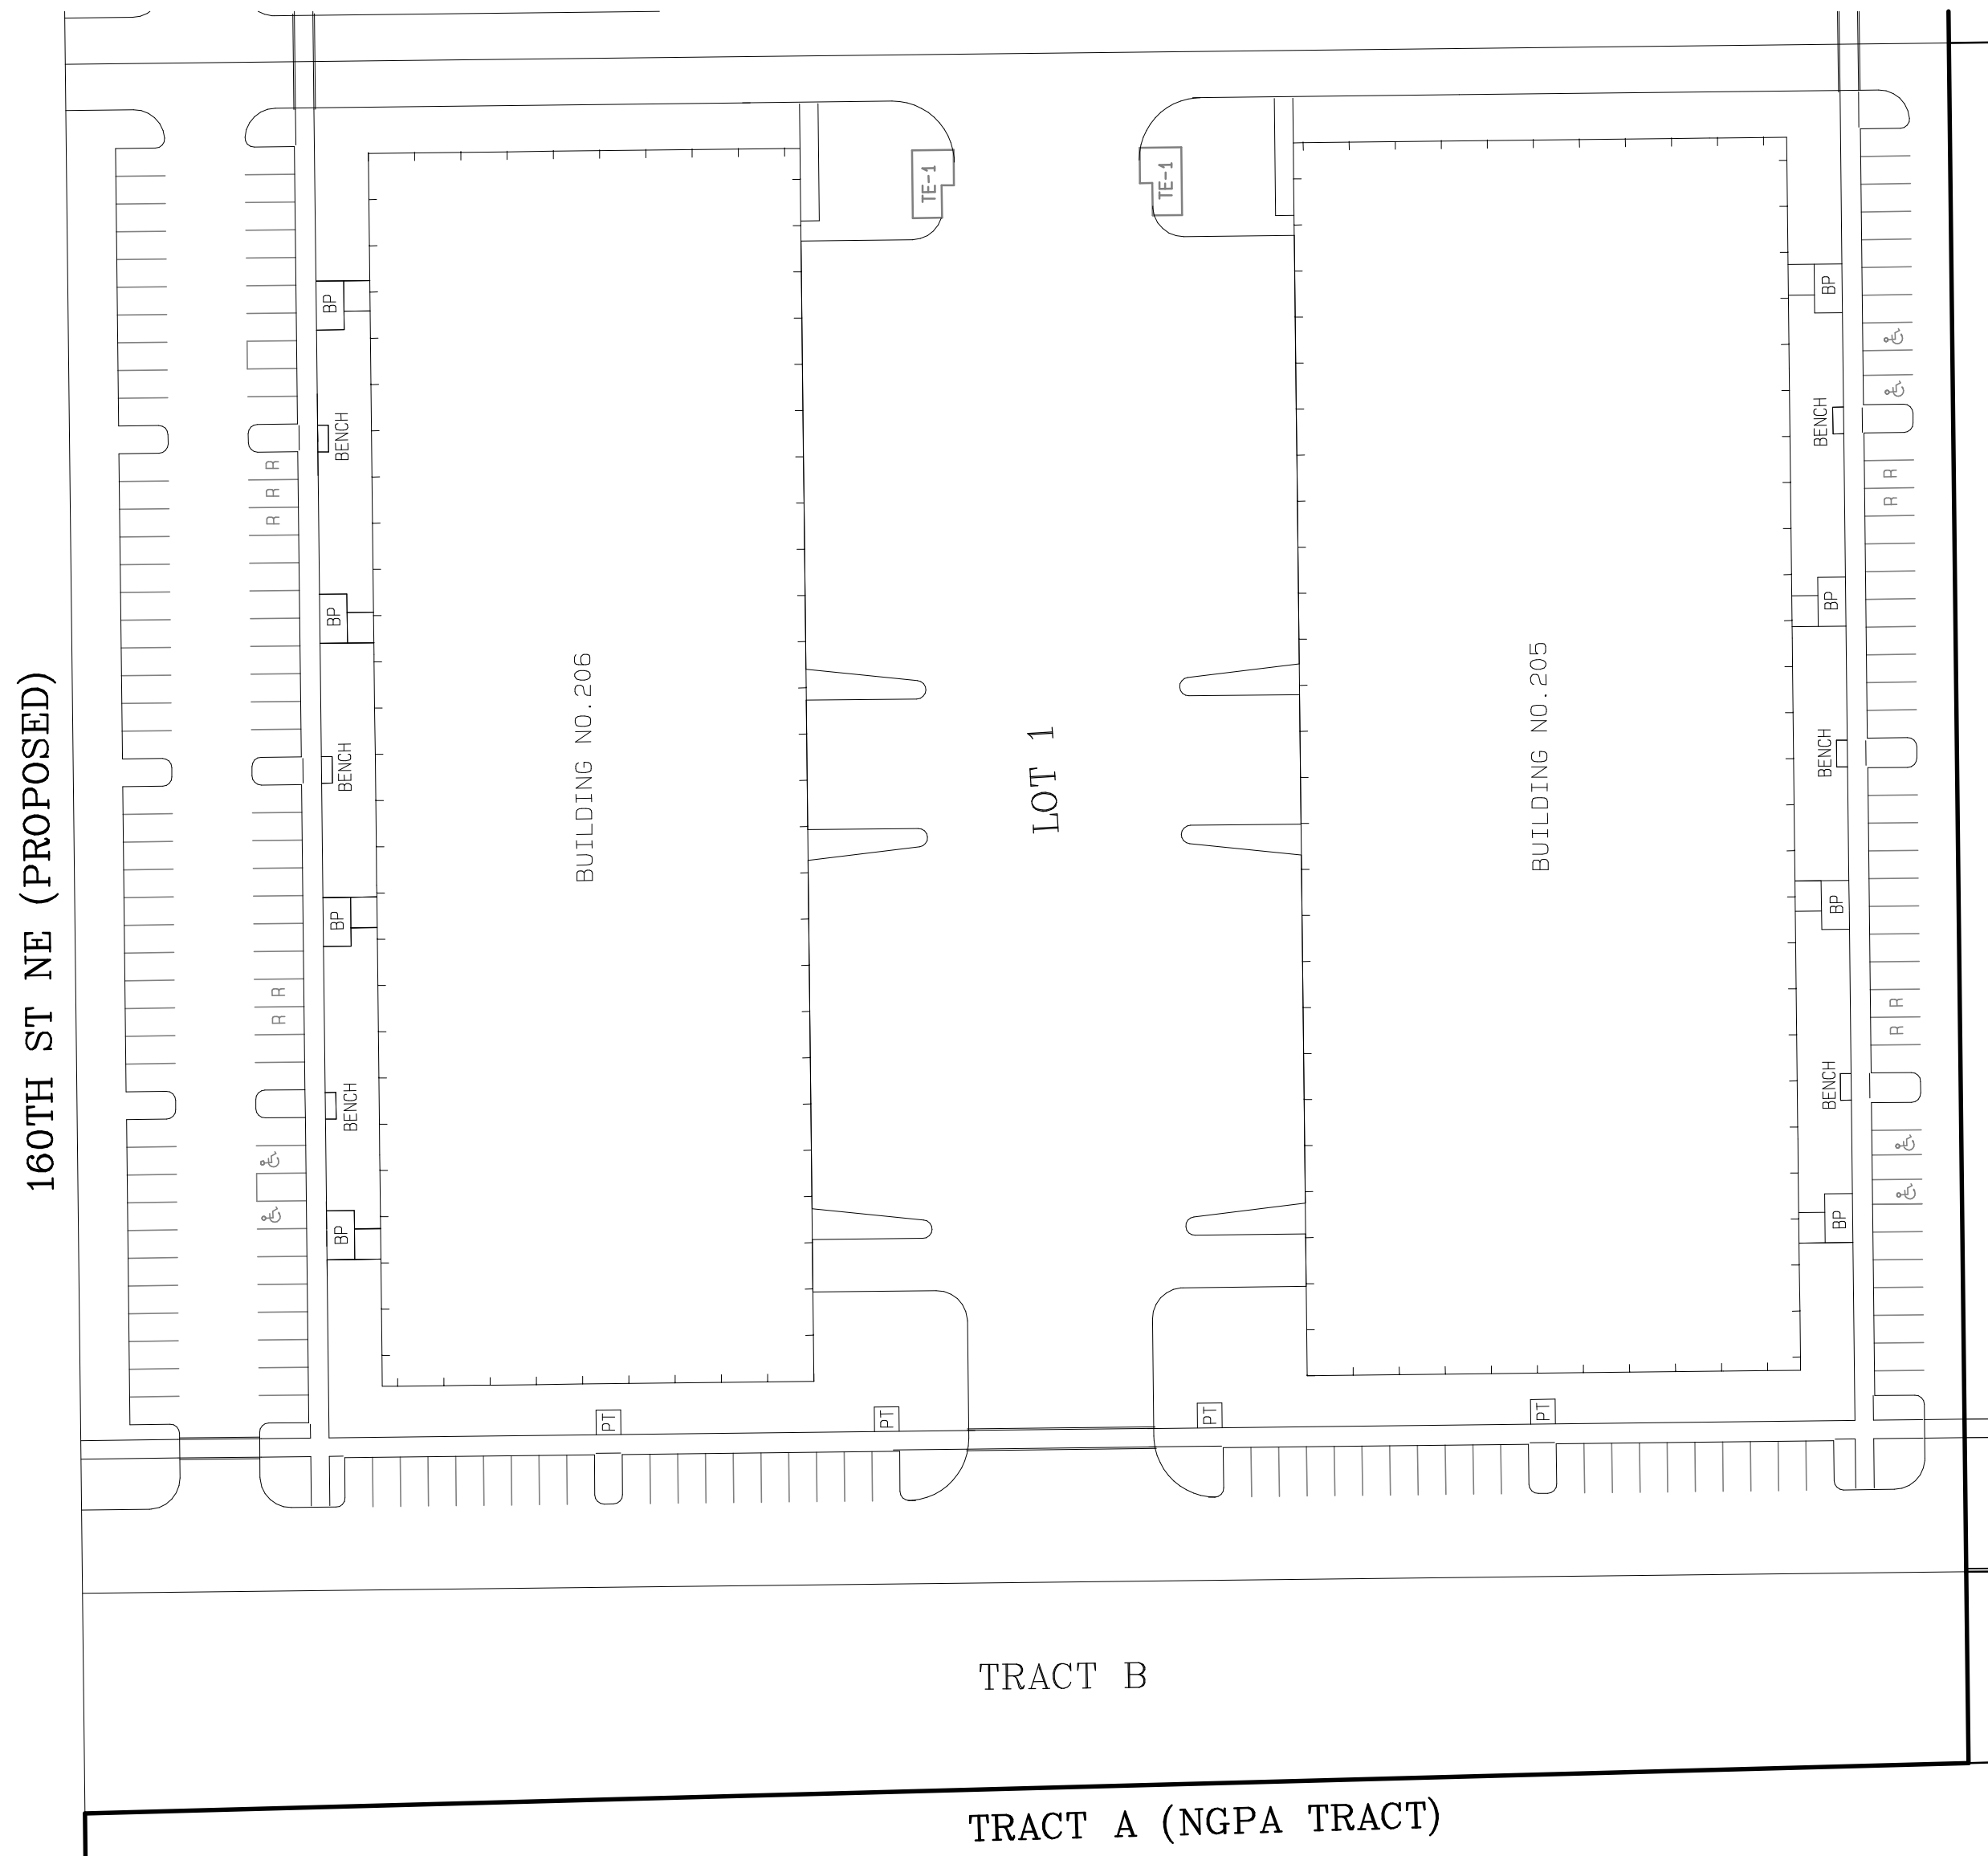 160TH ST NE (PROPOSED)
TE-1
TE-1
BP
BP
BENCH
BENCH
R
R
R
R
R
BP
BP
BUILDING NO.206
LOT 1
BUILDING NO.205
BENCH
BENCH
BP
BP
R
R
R
R
BENCH
BENCH
BP
BP
PT
PT
PT
PT
TRACT B
TRACT A (NGPA TRACT)